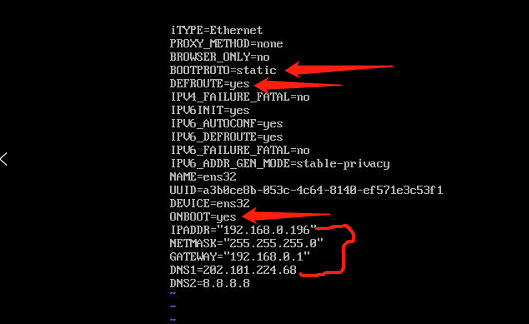 iTYPE=Ethernet
PROXY_METHOD=none
BROWSER_ONLY=no
BOOTPROTO=static
DEFROUTE=yes
IPV4_FAILURE_FATAL=no
IPV6INIT=yes
IPV6_AUTOCONF=yes
IPV6_DEFROUTE=yes
IPV6_FAILURE_FATAL=no
IPV6_ADDR_GEN_MODE=stable-privacy
NAME=ens32
UUID=a3b0ce8b-053c-4c64-8140-ef571e3c53f1
DEVICE=ens32
ONBOOT=yes
IPADDR="192.168.0.196"
NETMASK="255.255.255.0"
GATEWAY="192.168.0.1"
DNS1=202.101.224.68
DNS2=8.8.8.8
~
~
~